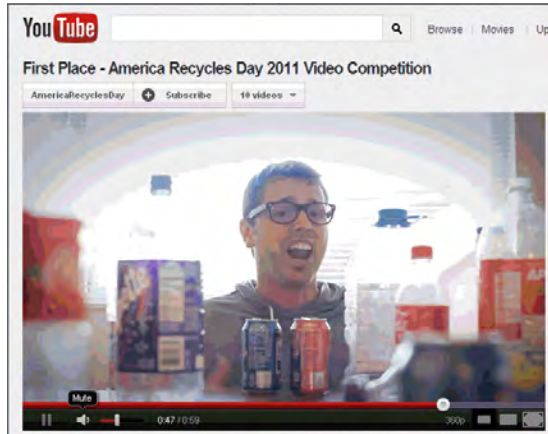 YouTube Browse | Movies | Up
First Place - America Recycles Day 2011 Video Competition
AmericaRecyclesDay Subscribe 10 videos
Mute
0:47 / 0:59 360p